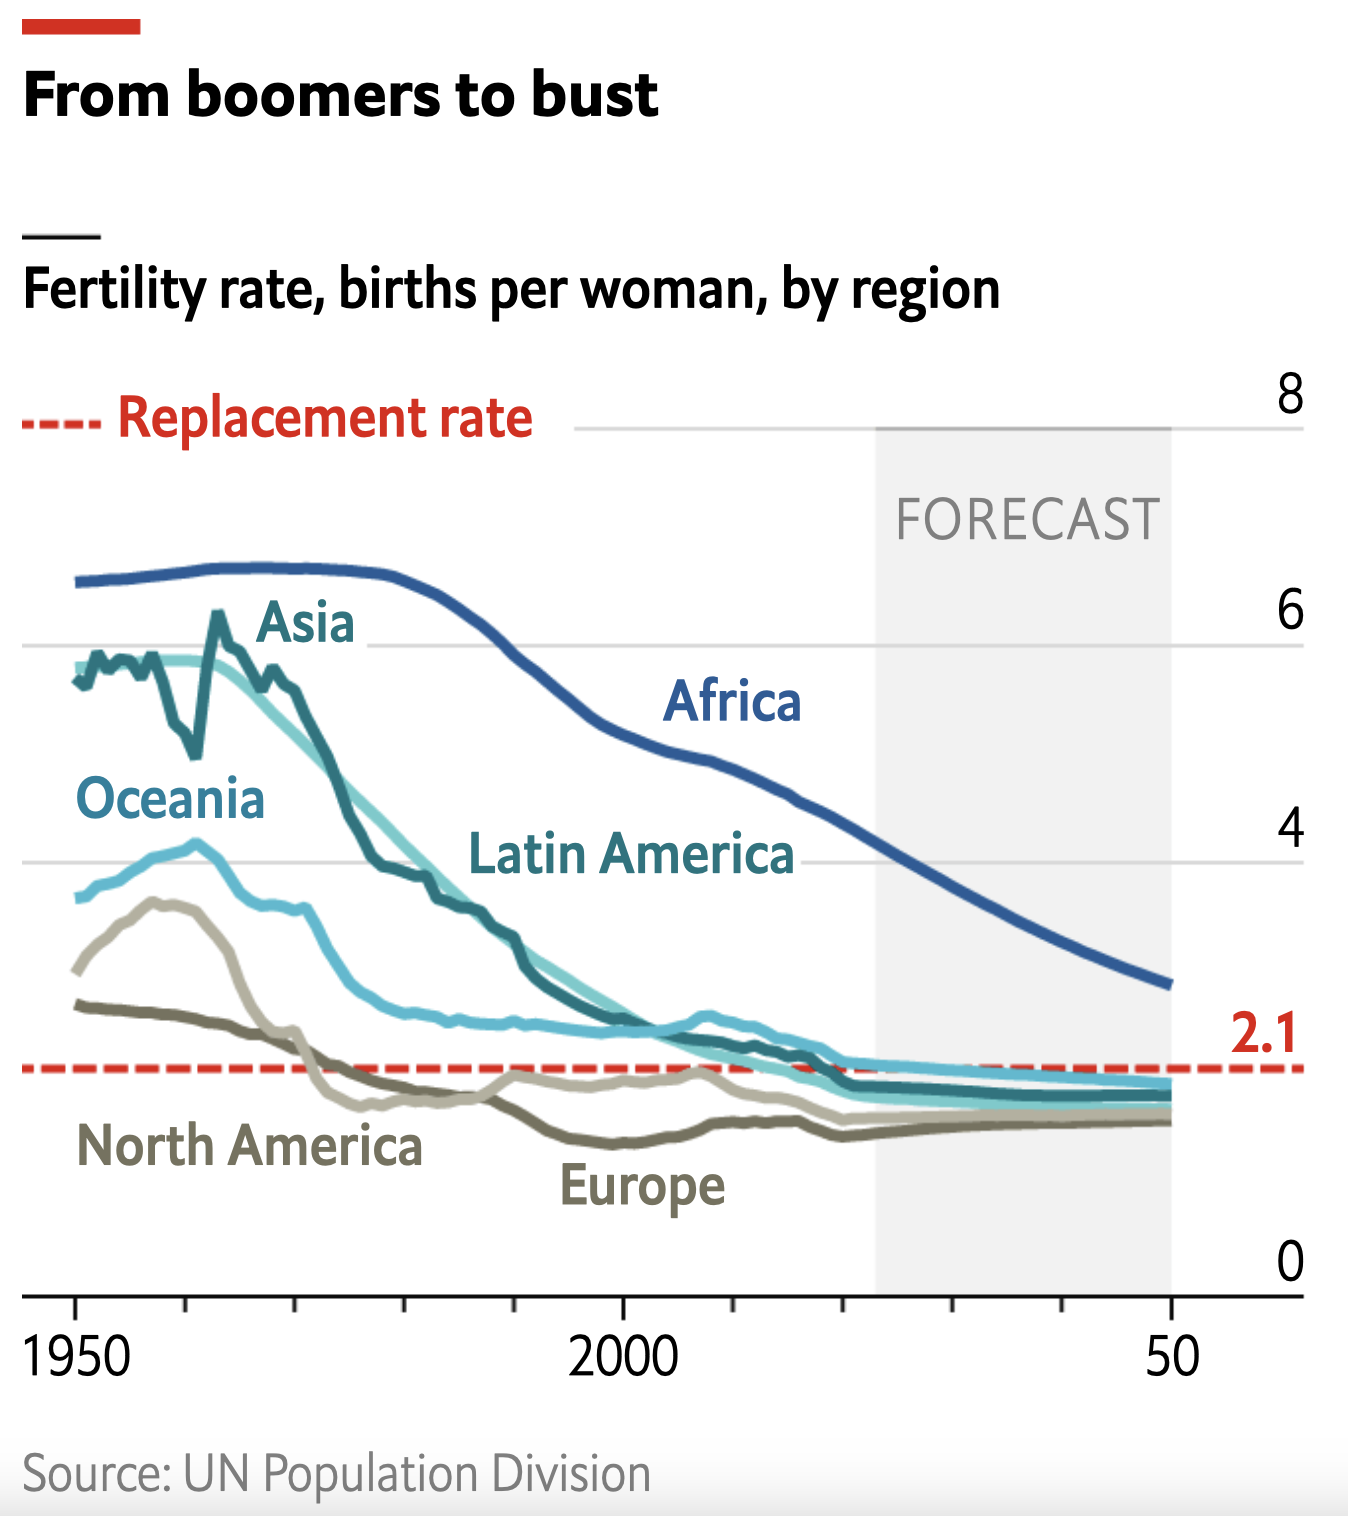 From boomers to bust
Fertility rate, births per woman, by region
Replacement rate
8
FORECAST
6
Asia
Africa
Oceania
4
Latin America
2.1
North America
Europe
0
1950
2000
50
Source: UN Population Division